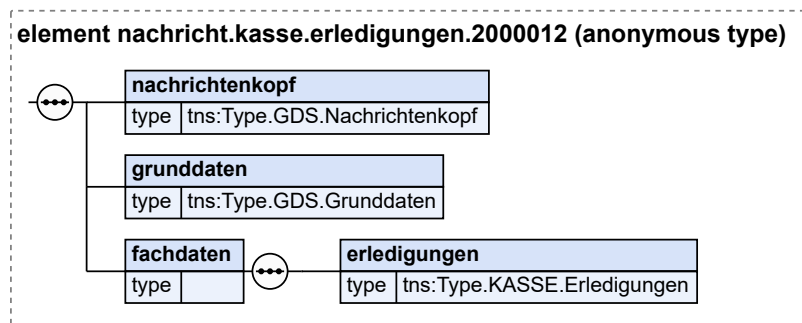 element nachricht.kasse.erledigungen.2000012 (anonymous type)
nachrichtenkopf
type tns:Type.GDS.Nachrichtenkopf
grunddaten
type tns:Type.GDS.Grunddaten
fachdaten
type
erledigungen
type tns:Type.KASSE.Erledigungen